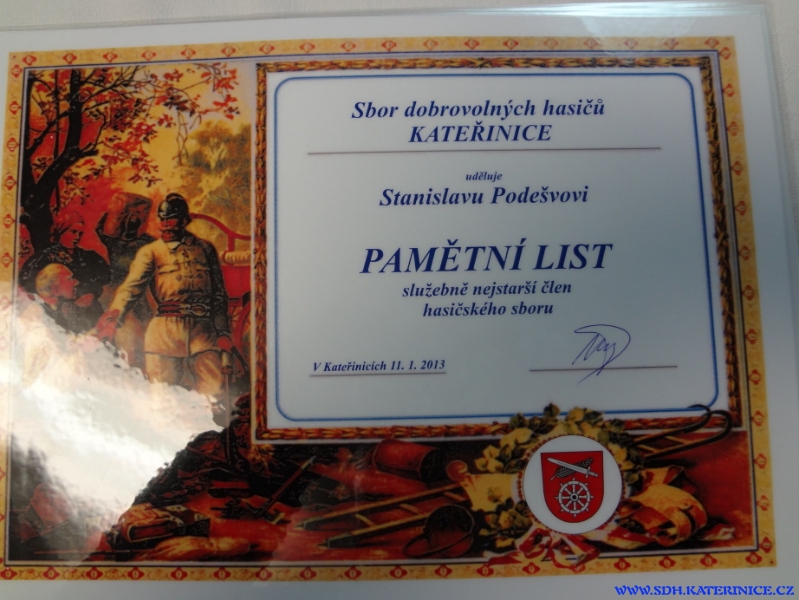 Sbor dobrovolných hasičů
KATEŘINICE
uděluje
Stanislavu Podešvovi
PAMĚTNÍ LIST
služebně nejstarší člen
hasičského sboru
V Kateřinicích 11. 1. 2013
WWW.SDH.KATERINICE.CZ